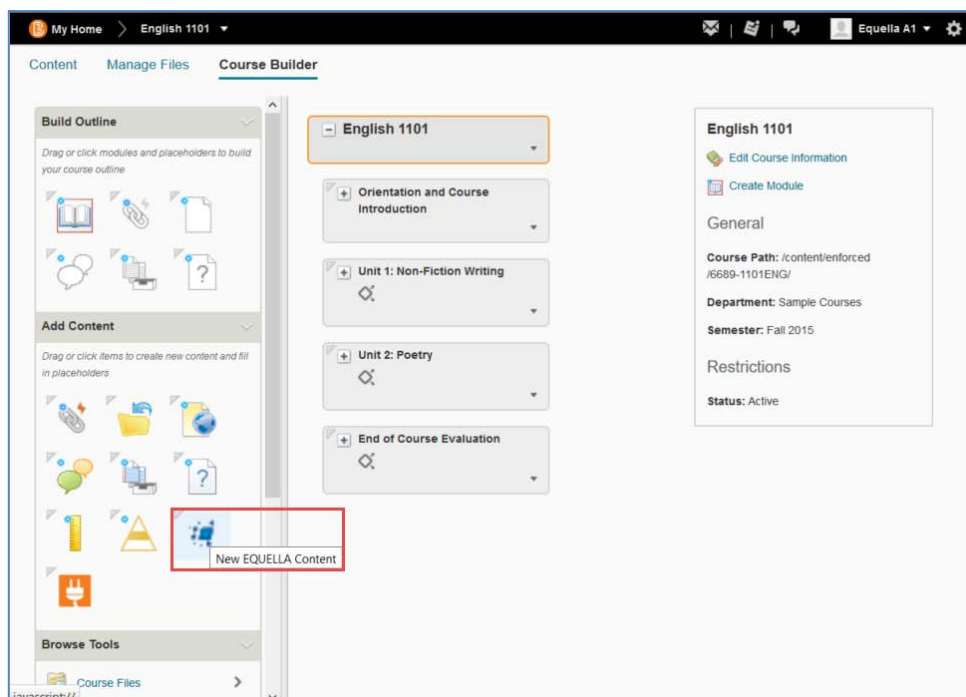 My Home
English 1101
Equella A1
Content
Manage Files
Course Builder
Build Outline
Drag or click modules and placeholders to build
your course outline
Add Content
Drag or click items to create new content and fill
in placeholders
New EQUELLA Content
Browse Tools
Course Files
javascript://
English 1101
Orientation and Course
Introduction
Unit 1: Non-Fiction Writing
Unit 2: Poetry
End of Course Evaluation
English 1101
Edit Course Information
Create Module
General
Course Path: /content/enforced
/6689-1101ENG/
Department: Sample Courses
Semester: Fall 2015
Restrictions
Status: Active